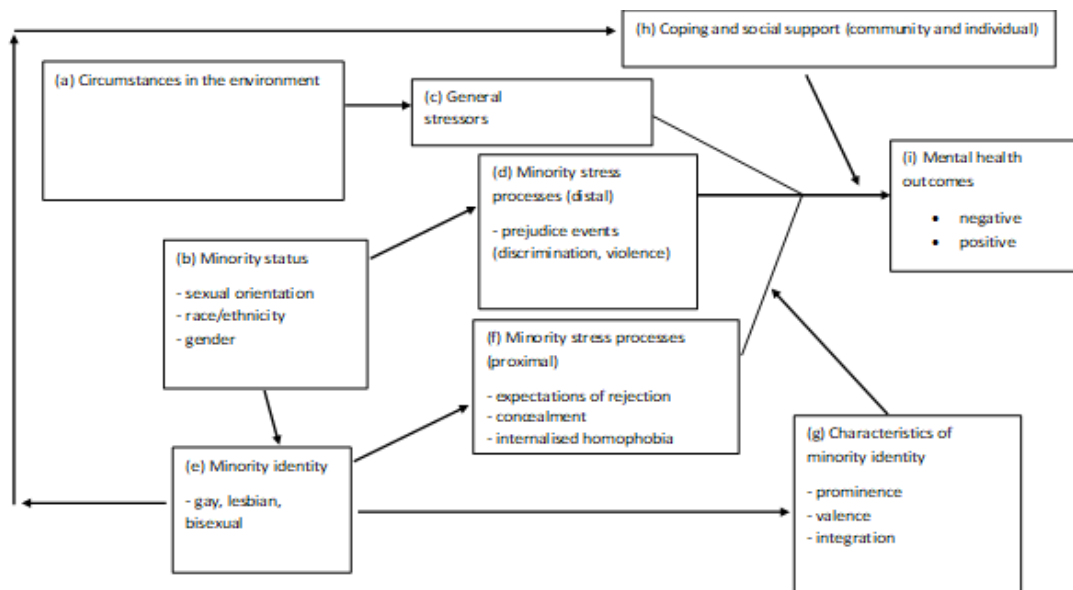 (h) Coping and social support (community and individual)
(a) Circumstances in the environment
(c) General
stressors
(d) Minority stress
processes (distal)
- prejudice events
(discrimination, violence)
(i) Mental health
outcomes
• negative
• positive
(b) Minority status
- sexual orientation
- race/ethnicity
- gender
(f) Minority stress processes
(proximal)
- expectations of rejection
- concealment
- internalised homophobia
(e) Minority identity
- gay, lesbian,
bisexual
(g) Characteristics of
minority identity
- prominence
- valence
- integration